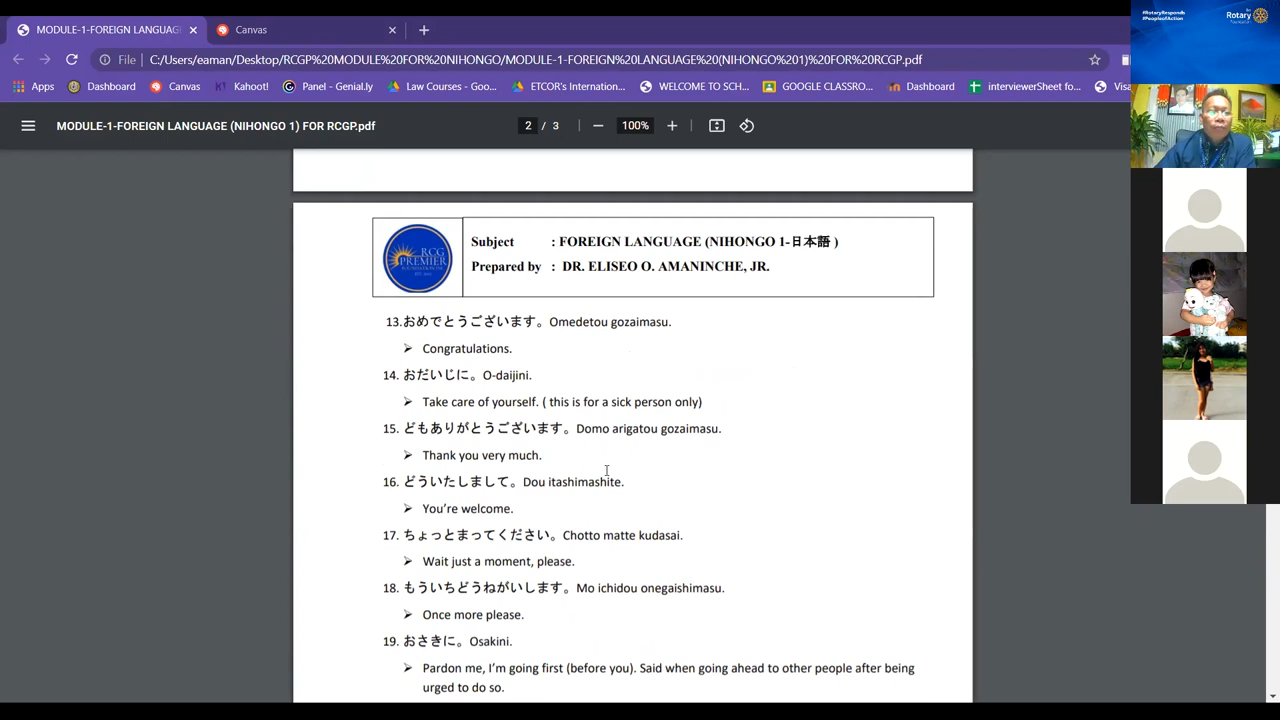 MODULE-1-FOREIGN LANGUAG
Canvas
File
C:/Users/eaman/Desktop/RCGP%20MODULE%20FOR%20NIHONGO/MODULE-1-FOREIGN%20LANGUAGE%20(NIHONGO%201)%20FOR%20RCGP.pdf
Apps Dashboard Canvas Kahoot! Panel - Genial.ly Law Courses - Goo... ETCOR's Internation... WELCOME TO SCH... GOOGLE CLASSRO... Dashboard interviewerSheet fo... Visa
MODULE-1-FOREIGN LANGUAGE (NIHONGO 1) FOR RCGP.pdf
2 / 3
100%
#RotaryResponds
#PeopleofAction
Rotary
RCG
PREMIER
Subject : FOREIGN LANGUAGE (NIHONGO 1-日本語 )
Prepared by : DR. ELISEO O. AMANINCHE, JR.
13.おめでとうございます。Omedetou gozaimasu.
➢ Congratulations.
14. おだいじに。O-daijini.
➢ Take care of yourself. ( this is for a sick person only)
15. どもありがとうございます。Domo arigatou gozaimasu.
➢ Thank you very much.
16. どういたしまして。Dou itashimashite.
➢ You’re welcome.
17. ちょっとまってください。Chotto matte kudasai.
➢ Wait just a moment, please.
18. もういちどうねがいします。Mo ichidou onegaishimasu.
➢ Once more please.
19. おさきに。Osakini.
➢ Pardon me, I’m going first (before you). Said when going ahead to other people after being
urged to do so.